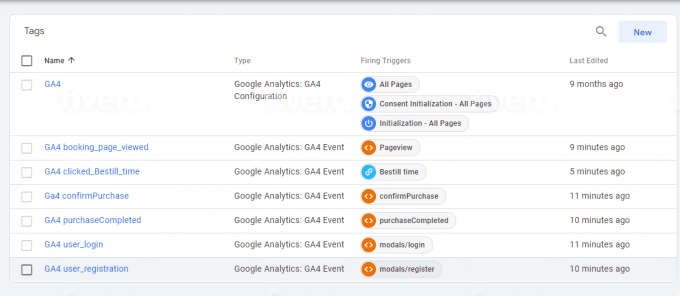 Tags
New
Name Type Firing Triggers Last Edited
GA4 Google Analytics: GA4 Configuration All Pages 9 months ago
Consent Initialization - All Pages
Initialization - All Pages
GA4 booking_page_viewed Google Analytics: GA4 Event Pageview 9 minutes ago
GA4 clicked_Bestill_time Google Analytics: GA4 Event Bestill time 5 minutes ago
Ga4 confirmPurchase Google Analytics: GA4 Event confirmPurchase 11 minutes ago
GA4 purchaseCompleted Google Analytics: GA4 Event purchaseCompleted 10 minutes ago
GA4 user_login Google Analytics: GA4 Event modals/login 11 minutes ago
GA4 user_registration Google Analytics: GA4 Event modals/register 10 minutes ago